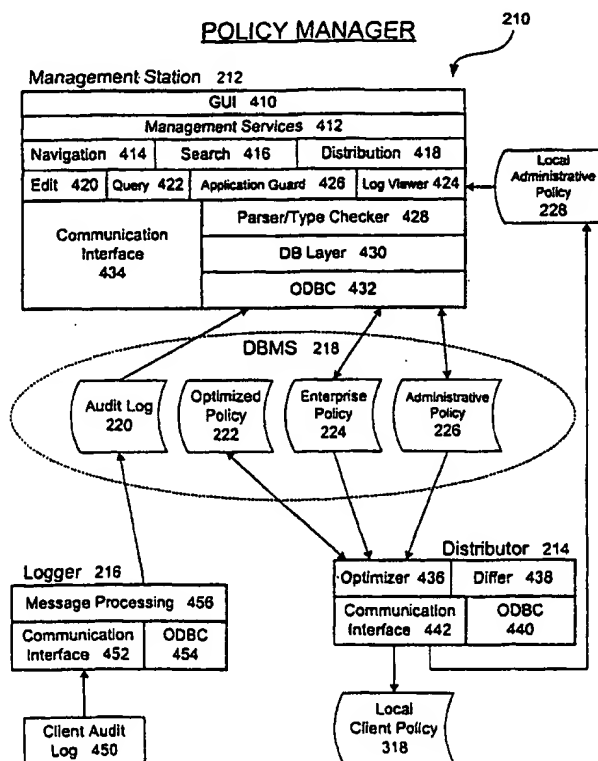 POLICY MANAGER
210
Management Station 212
GUI 410
Management Services 412
Navigation 414
Search 416
Distribution 418
Edit 420
Query 422
Application Guard 426
Log Viewer 424
Local
Administrative
Policy
228
Communication
Interface
434
Parser/Type Checker 428
DB Layer 430
ODBC 432
DBMS 218
Audit Log
220
Optimized
Policy
222
Enterprise
Policy
224
Administrative
Policy
226
Logger 216
Message Processing 456
Communication
Interface 452
ODBC
454
Client Audit
Log 450
Distributor 214
Optimizer 436
Differ 438
Communication
Interface 442
ODBC
440
Local
Client Policy
318